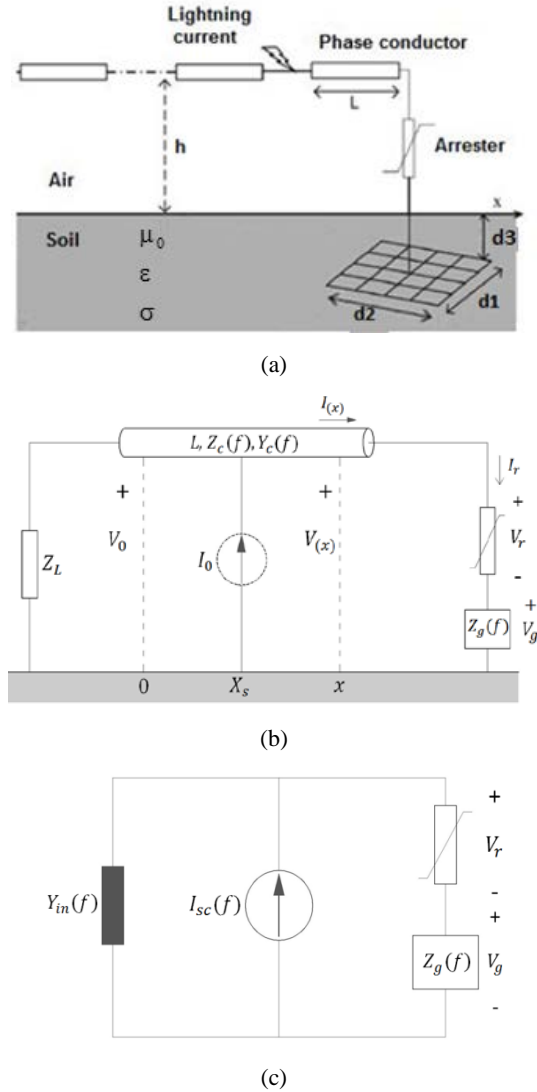 Lightning
current
Phase conductor
L
h
Arrester
Air
x
Soil
μ0
ε
σ
d3
d1
d2
(a)
I(x)
L, Zc(f), Yc(f)
Ir
+
+
+
V0
V(x)
Vr
ZL
I0
-
+
Zg(f)
Vg
-
0
Xs
x
(b)
+
Vr
Yin(f)
Isc(f)
-
+
Zg(f)
Vg
-
(c)